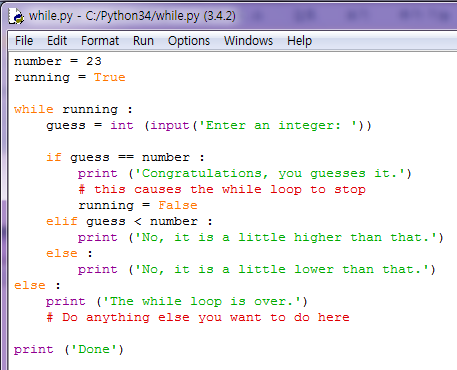 while.py - C:/Python34/while.py (3.4.2)
File Edit Format Run Options Windows Help
number = 23
running = True

while running :
    guess = int (input('Enter an integer: '))

    if guess == number :
        print ('Congratulations, you guesses it.')
        # this causes the while loop to stop
        running = False
    elif guess < number :
        print ('No, it is a little higher than that.')
    else :
        print ('No, it is a little lower than that.')
else :
    print ('The while loop is over.')
    # Do anything else you want to do here

print ('Done')